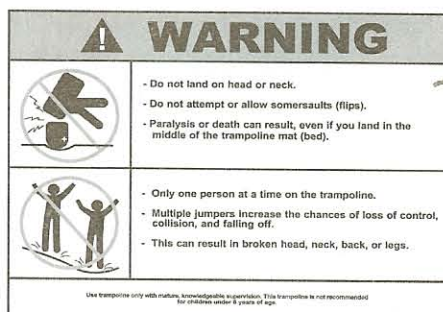 WARNING
- Do not land on head or neck.
- Do not attempt or allow somersaults (flips).
- Paralysis or death can result, even if you land in the
middle of the trampoline mat (bed).
- Only one person at a time on the trampoline.
- Multiple jumpers increase the chances of loss of control,
collision, and falling off.
- This can result in broken head, neck, back, or legs.
Use trampoline only with mature, knowledgeable supervision. This trampoline is not recommended
for children under 6 years of age.